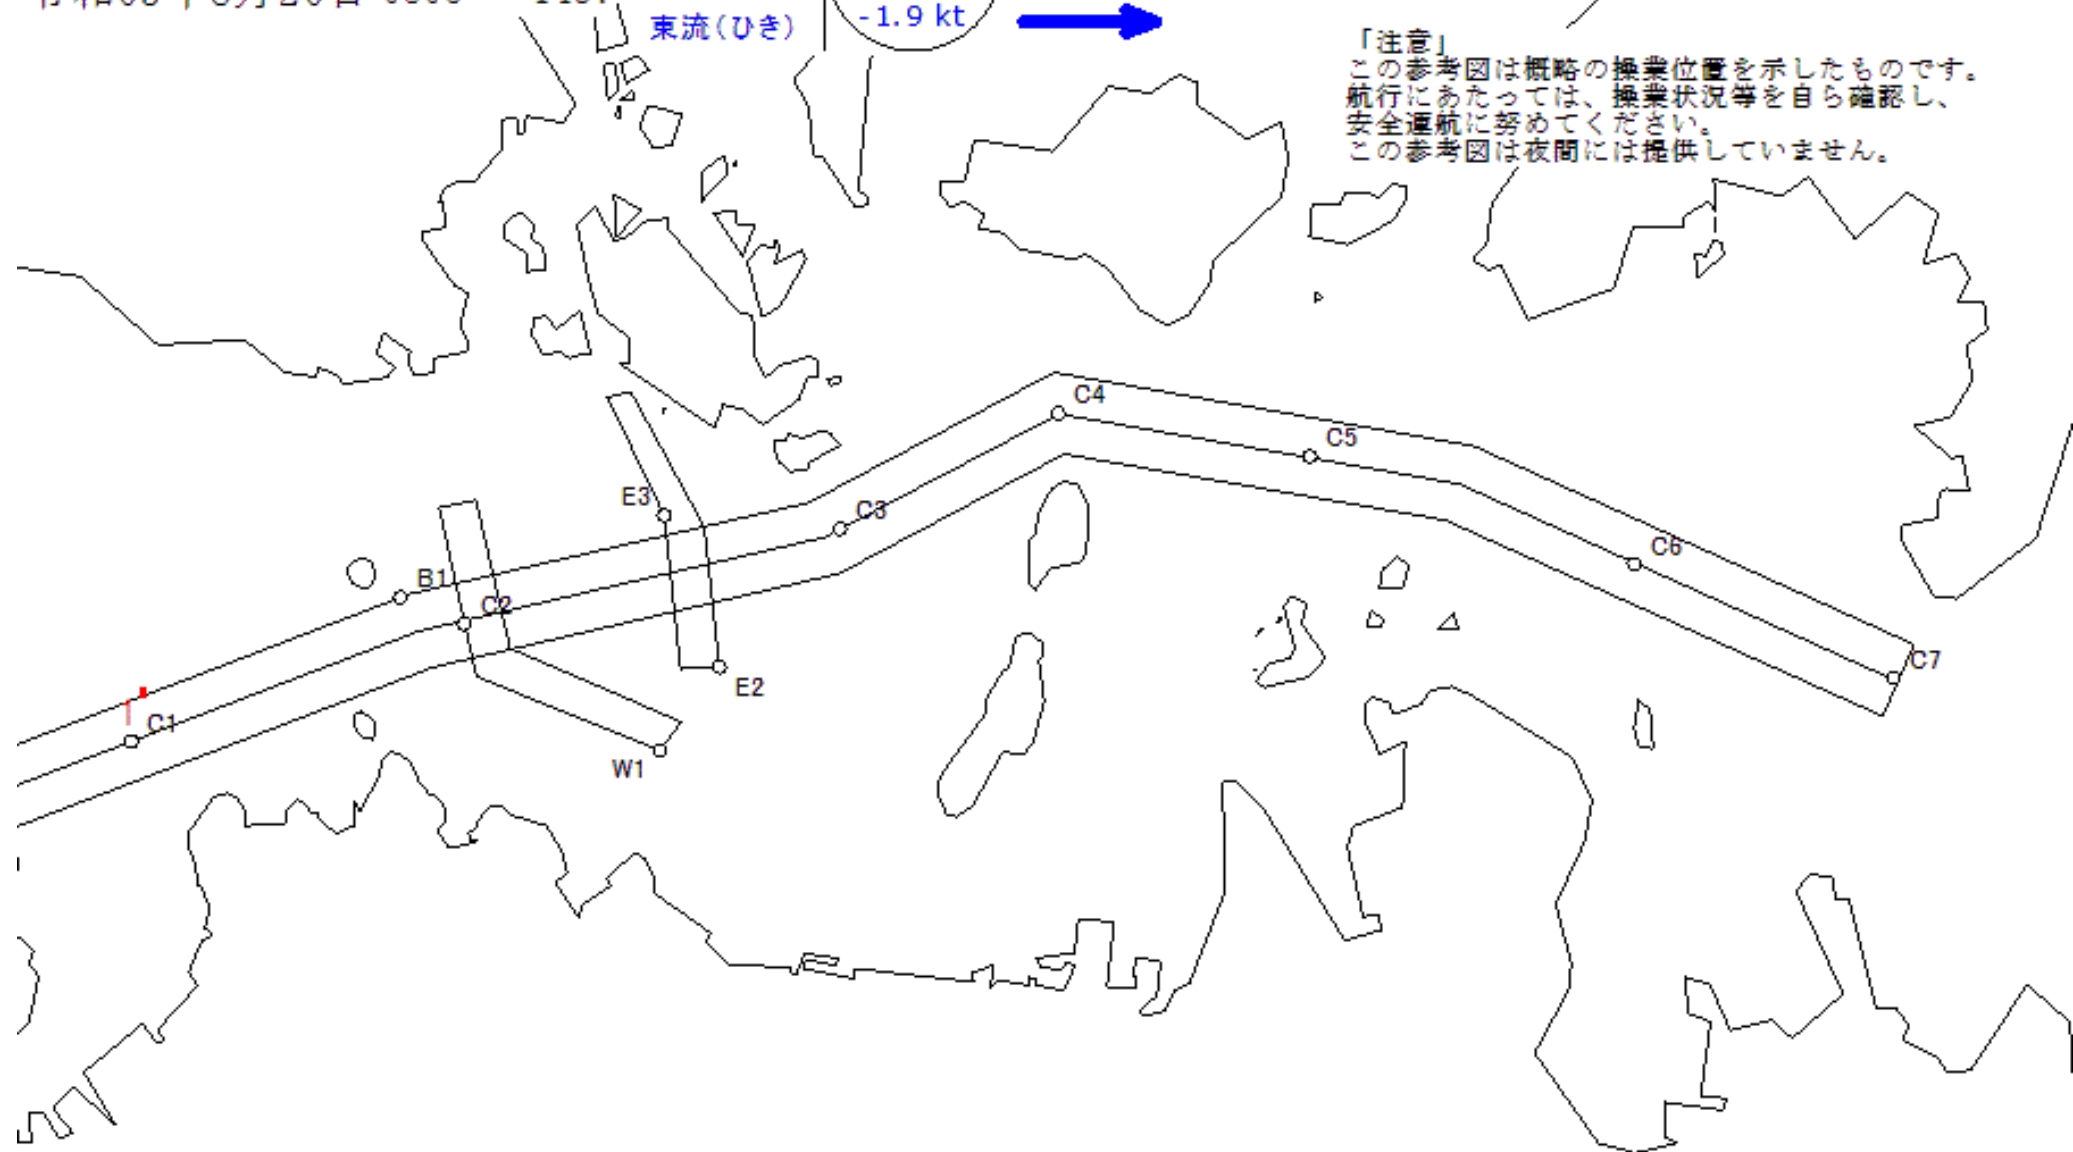 東流(ひき)
-1.9 kt
「注意」
この参考図は概略の操業位置を示したものです。
航行にあたっては、操業状況等を自ら確認し、
安全運航に努めてください。
この参考図は夜間には提供していません。
C4
C5
E3
C3
C6
B1
C2
C7
E2
C1
W1